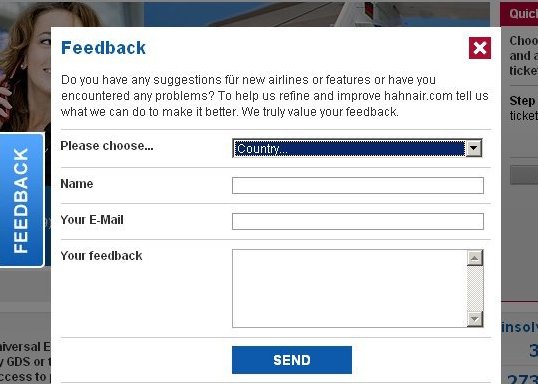 Feedback
Do you have any suggestions für new airlines or features or have you
encountered any problems? To help us refine and improve hahnair.com tell us
what we can do to make it better. We truly value your feedback.
Please choose...
Country...
Name
Your E-Mail
Your feedback
SEND
FEEDBACK
Quick
Choo
and a
ticket
Step
ticket
niversal E
y GDS or t
ccess to p
insolv
3
273